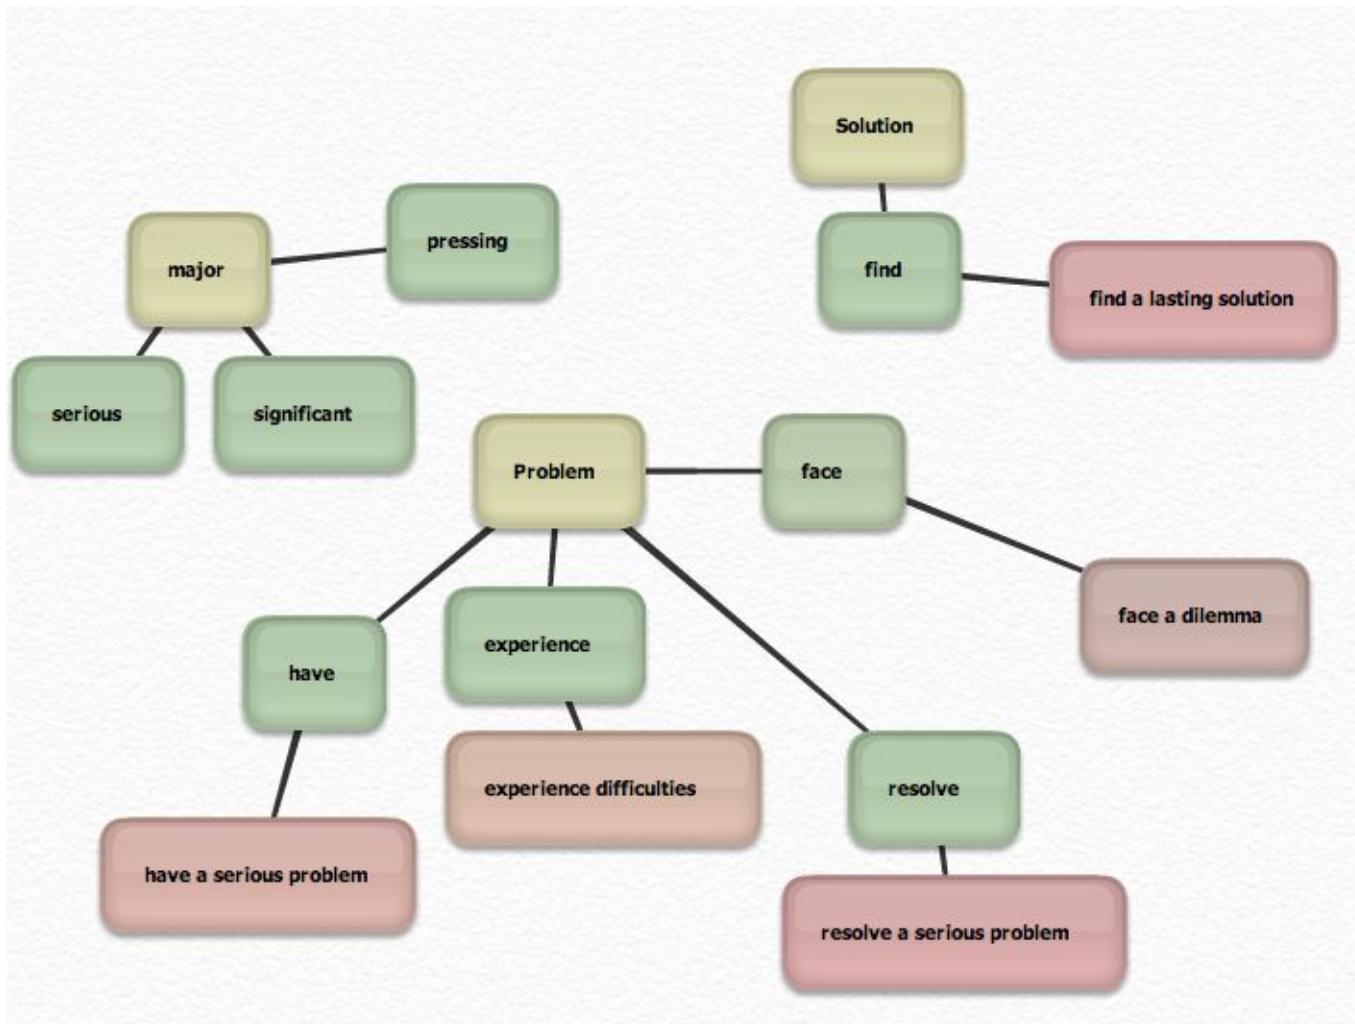 Solution
pressing
major
find
find a lasting solution
serious
significant
Problem
face
face a dilemma
experience
have
experience difficulties
resolve
have a serious problem
resolve a serious problem